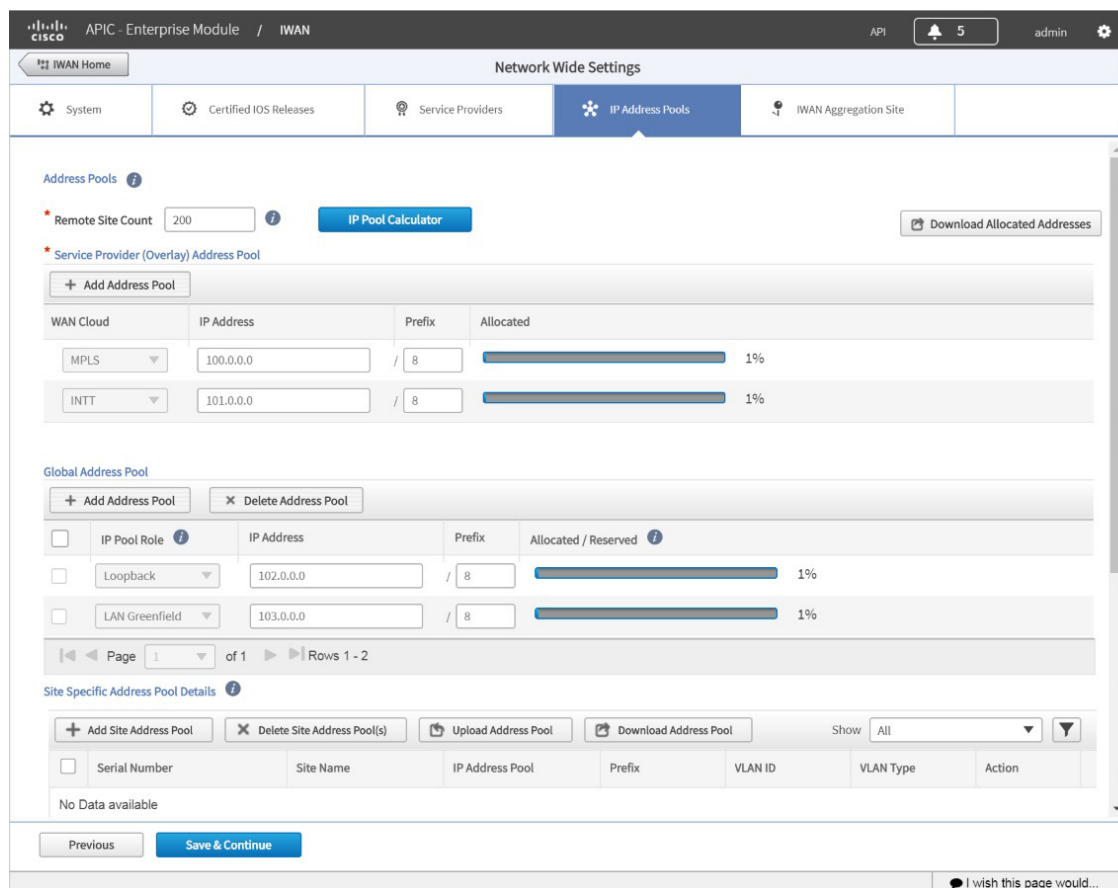 cisco APIC - Enterprise Module / IWAN API 5 admin
IWAN Home Network Wide Settings
System Certified IOS Releases Service Providers IP Address Pools IWAN Aggregation Site
Address Pools
* Remote Site Count 200 IP Pool Calculator Download Allocated Addresses
* Service Provider (Overlay) Address Pool
+ Add Address Pool
WAN Cloud IP Address Prefix Allocated
MPLS 100.0.0.0 / 8 1%
INTT 101.0.0.0 / 8 1%
Global Address Pool
+ Add Address Pool × Delete Address Pool
IP Pool Role IP Address Prefix Allocated / Reserved
Loopback 102.0.0.0 / 8 1%
LAN Greenfield 103.0.0.0 / 8 1%
Page 1 of 1 Rows 1 - 2
Site Specific Address Pool Details
+ Add Site Address Pool × Delete Site Address Pool(s) Upload Address Pool Download Address Pool Show All
Serial Number Site Name IP Address Pool Prefix VLAN ID VLAN Type Action
No Data available
Previous Save & Continue
I wish this page would...